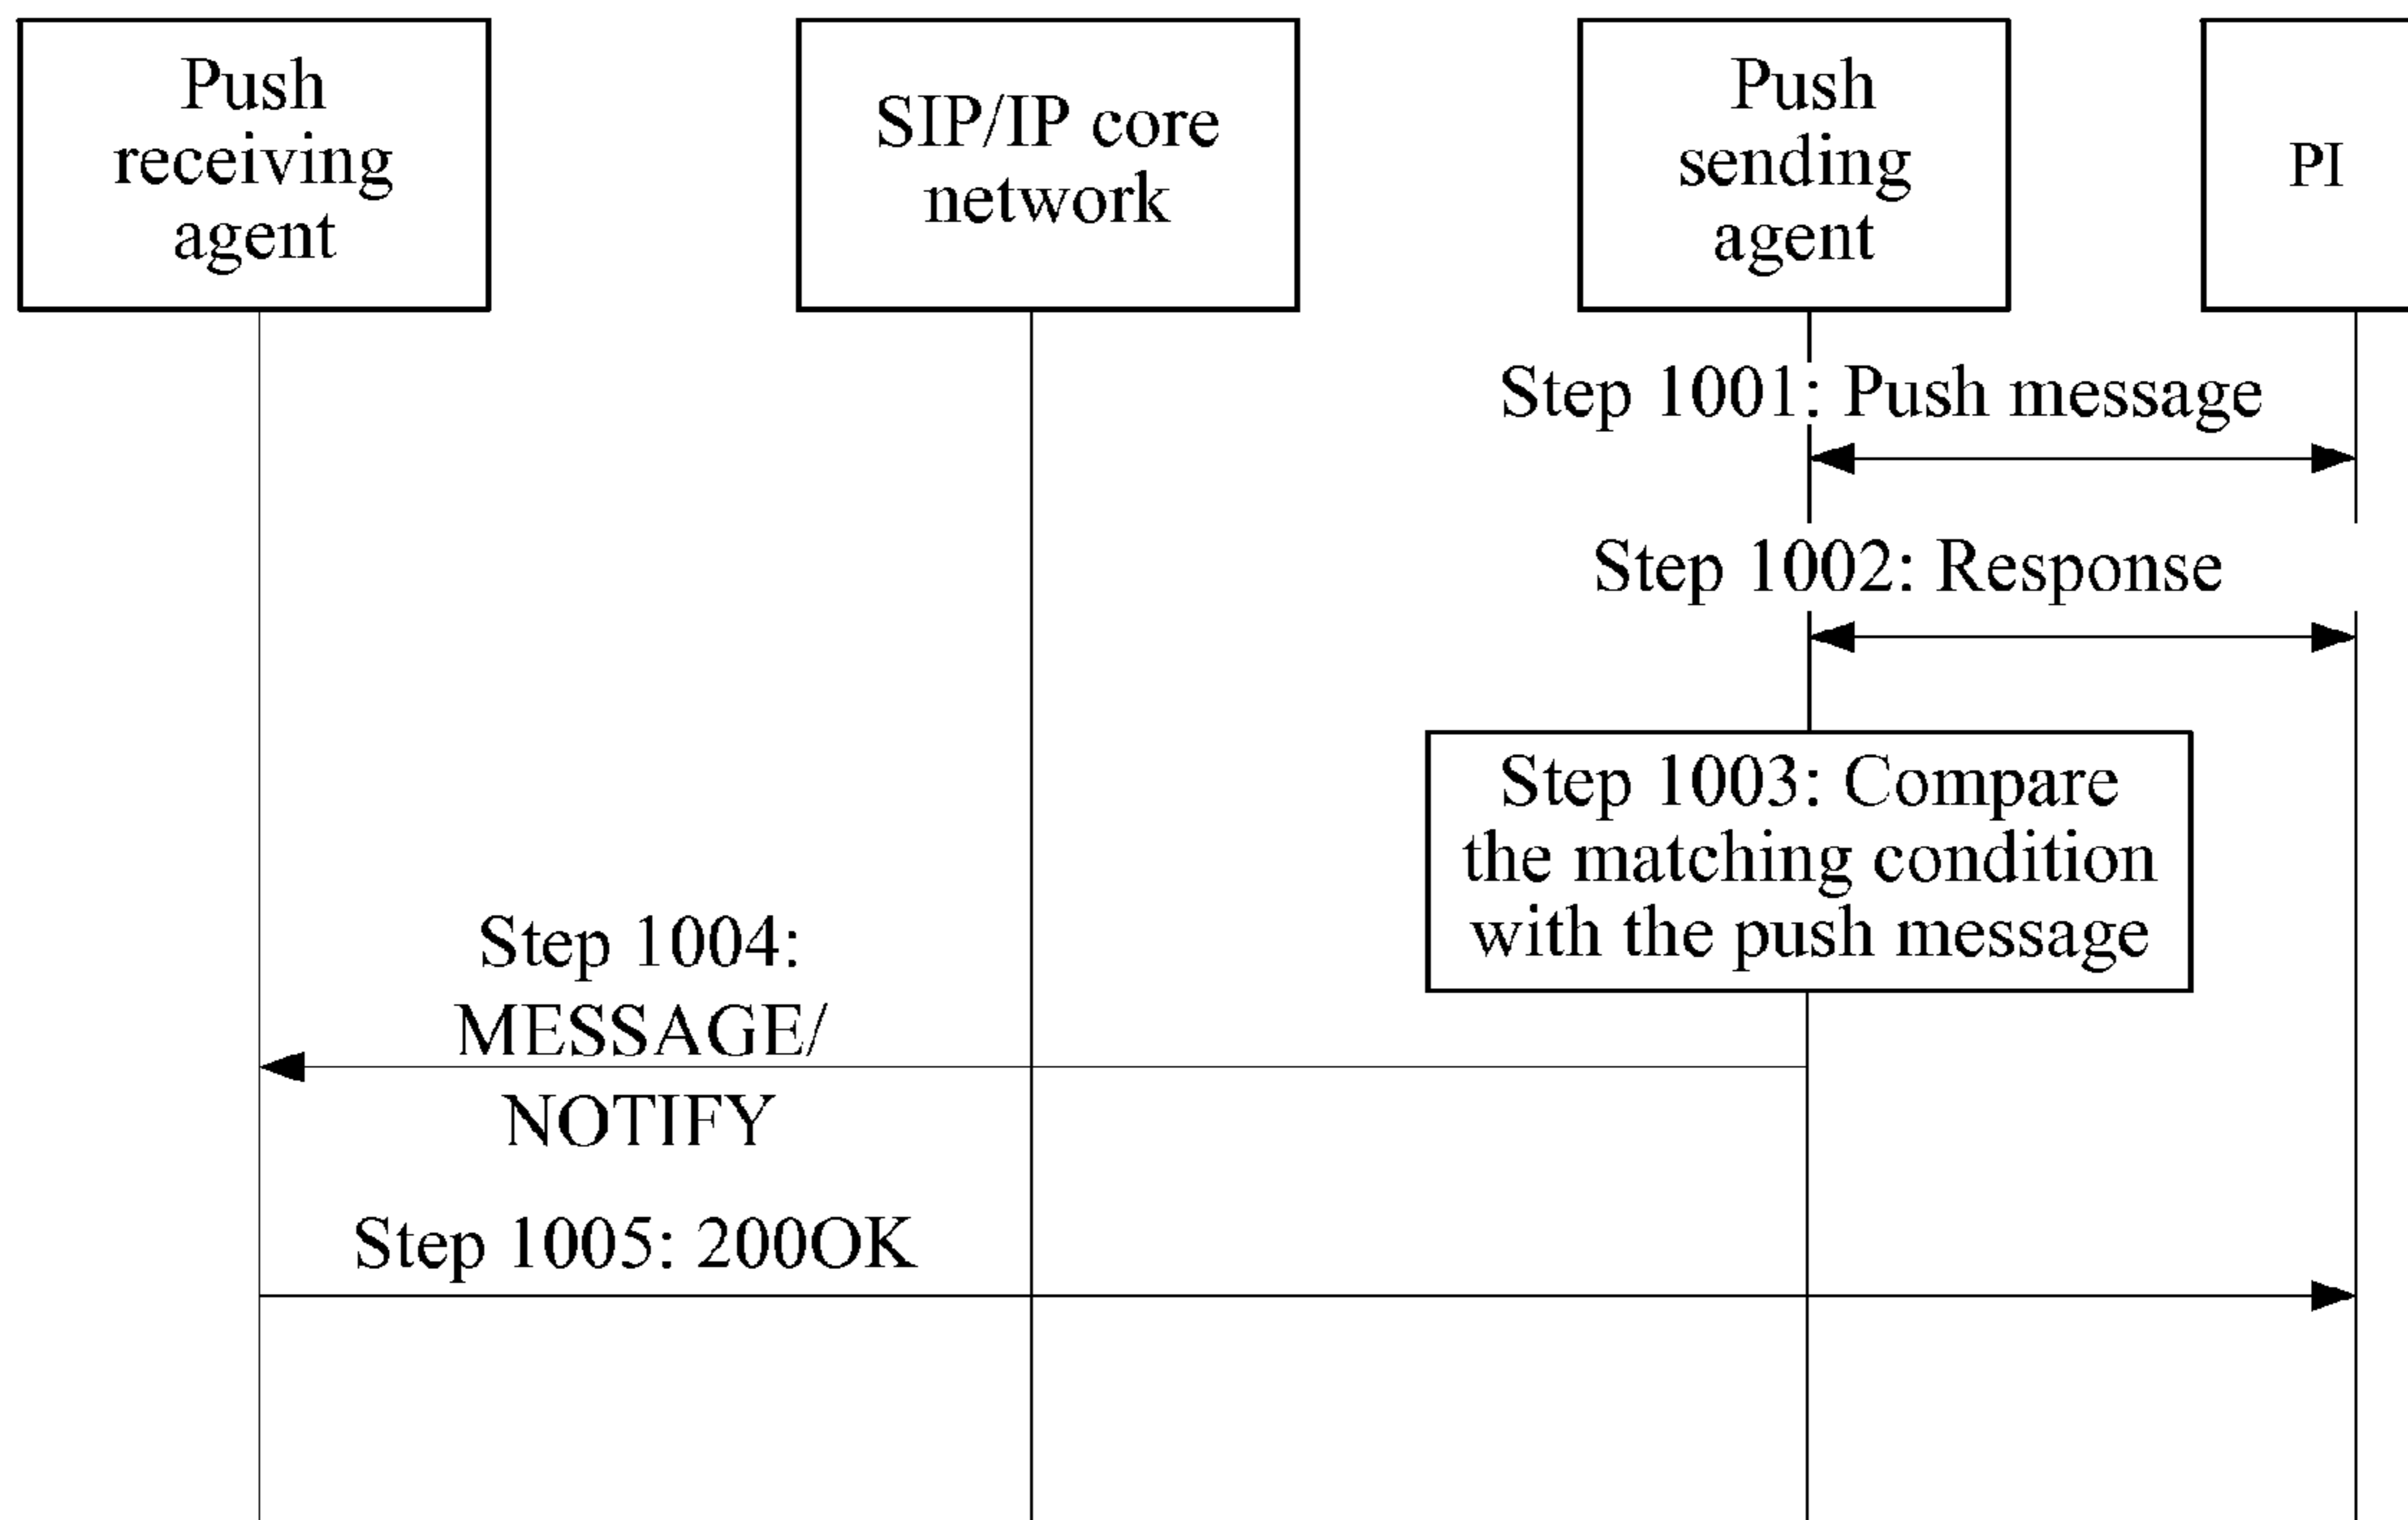 Push
receiving
agent
SIP/IP core
network
Push
sending
agent
PI
Step 1001: Push message
Step 1002: Response
Step 1003: Compare
the matching condition
with the push message
Step 1004:
MESSAGE/
NOTIFY
Step 1005: 200OK